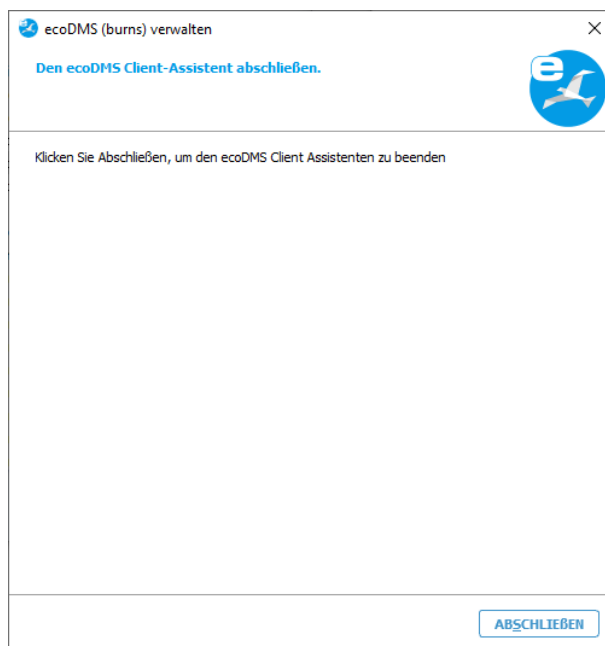 ecoDMS (burns) verwalten
Den ecoDMS Client-Assistent abschließen.
e
Klicken Sie Abschließen, um den ecoDMS Client Assistenten zu beenden
ABSCHLIEßEN